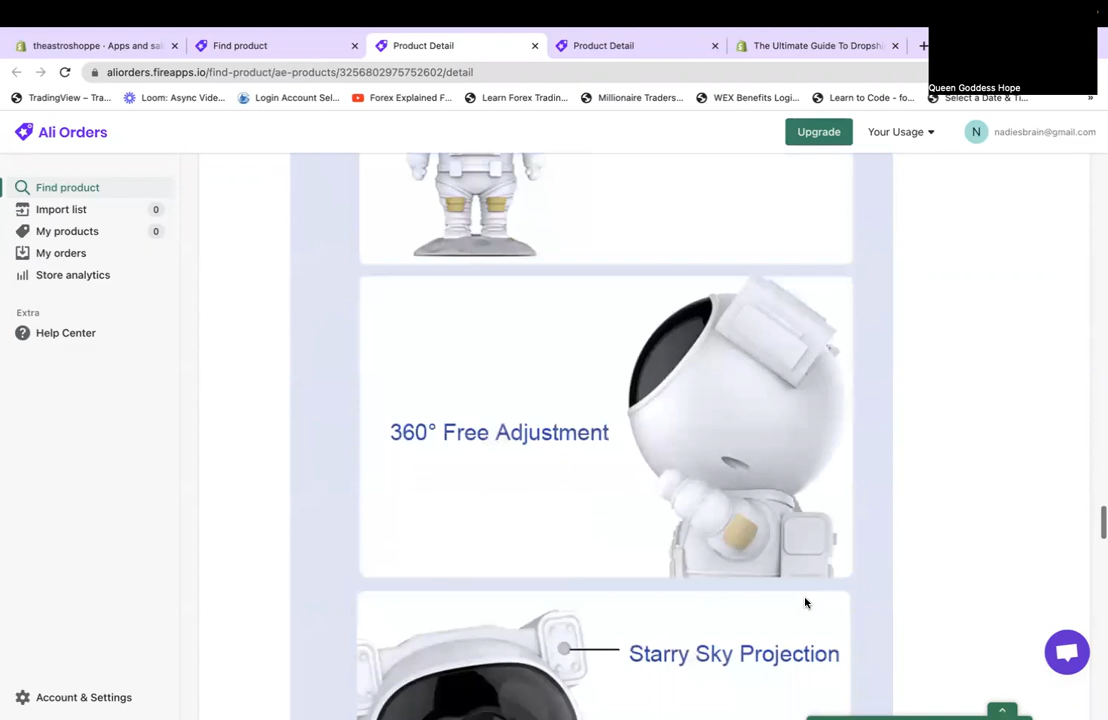 theastroshoppe · Apps and sal
Find product
Product Detail
Product Detail
The Ultimate Guide To Dropshi
Queen Goddess Hope
aliorders.fireapps.io/find-product/ae-products/3256802975752602/detail
TradingView – Tra...
Loom: Async Vide...
Login Account Sel...
Forex Explained F...
Learn Forex Tradin...
Millionaire Traders...
WEX Benefits Logi...
Learn to Code - fo...
Select a Date & Ti...
»
Ali Orders
Upgrade
Your Usage
N
nadiesbrain@gmail.com
Find product
Import list 0
My products 0
My orders
Store analytics
Extra
Help Center
360° Free Adjustment
Starry Sky Projection
Account & Settings